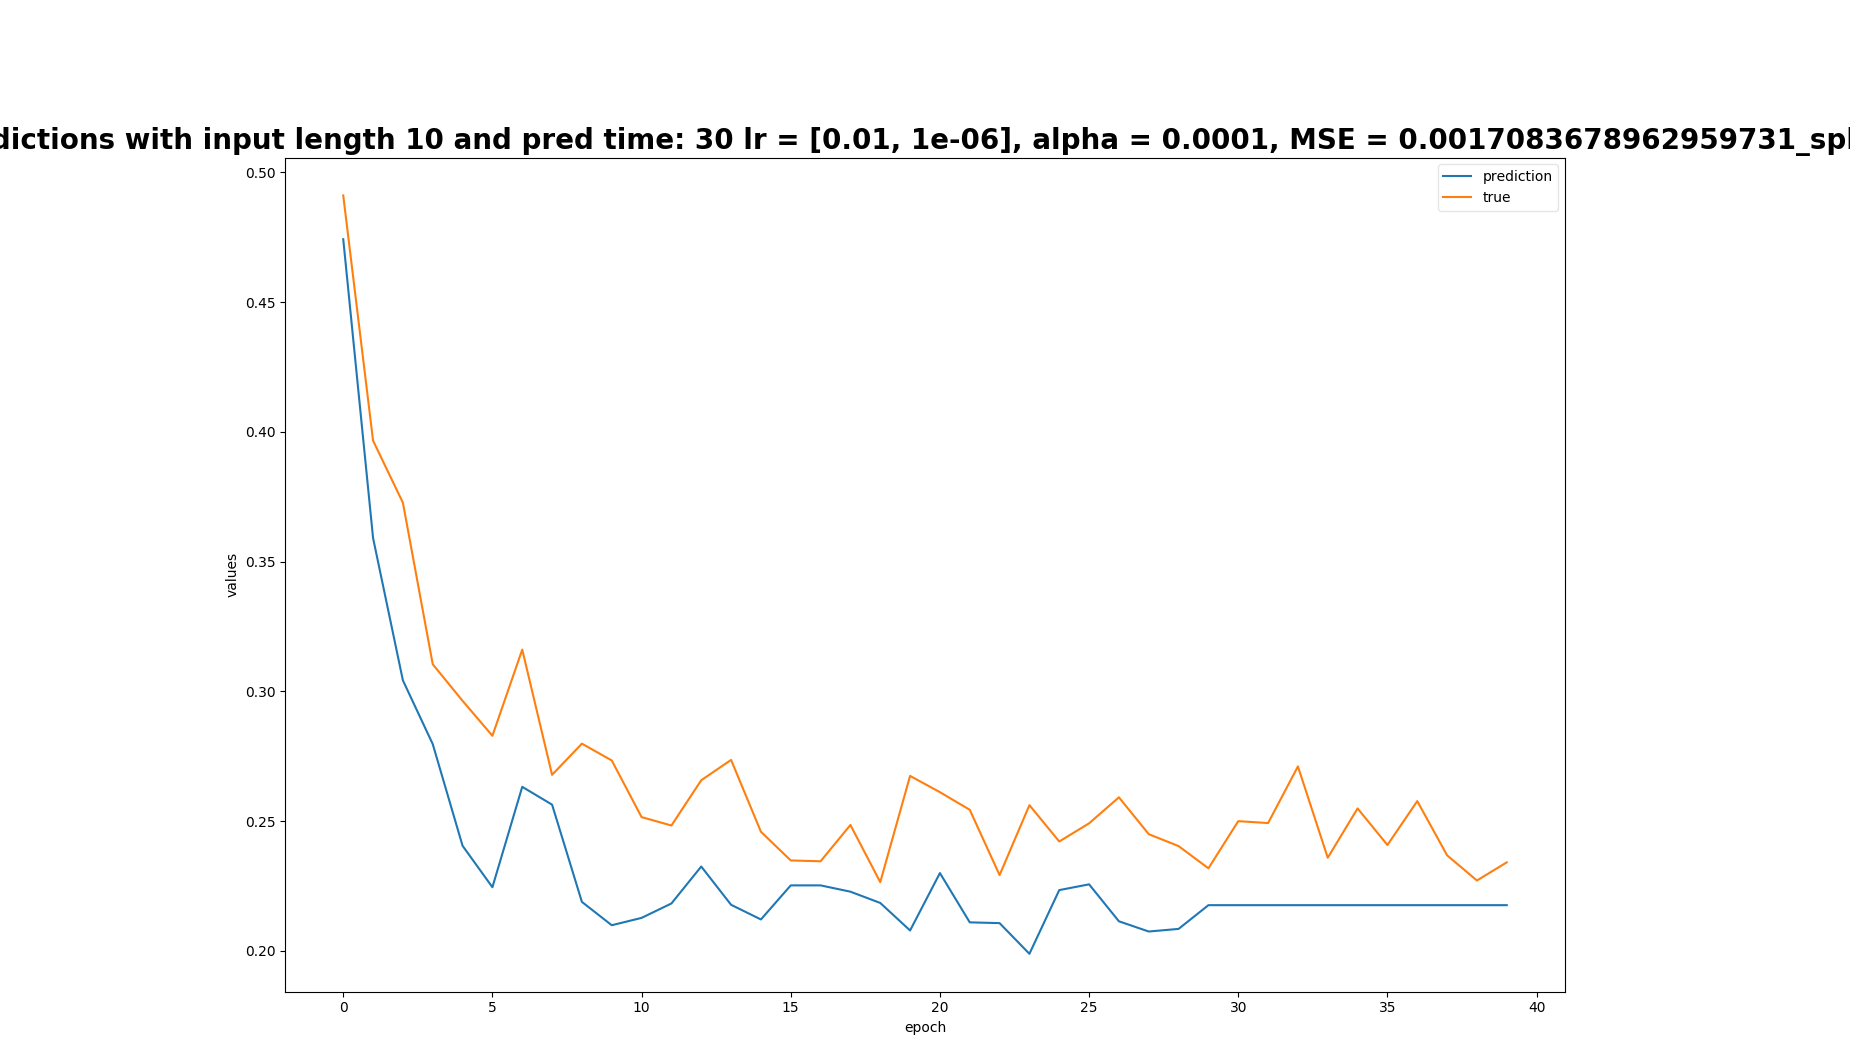 dictions with input length 10 and pred time: 30 lr = [0.01, 1e-06], alpha = 0.0001, MSE = 0.0017083678962959731_spl
prediction
true
0.50
0.45
0.40
0.35
0.30
0.25
0.20
values
0 5 10 15 20 25 30 35 40
epoch